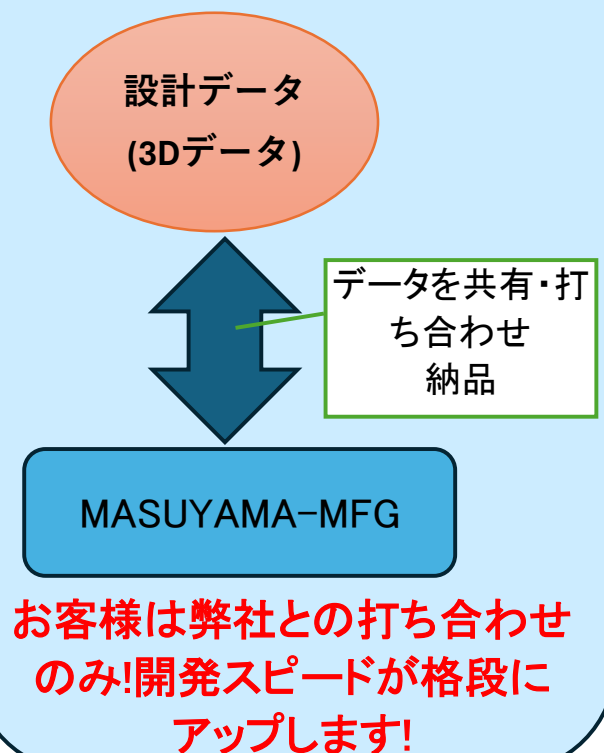 設計データ
(3Dデータ)
データを共有・打
ち合わせ
納品
MASUYAMA-MFG
お客様は弊社との打ち合わせ
のみ!開発スピードが格段に
アップします!